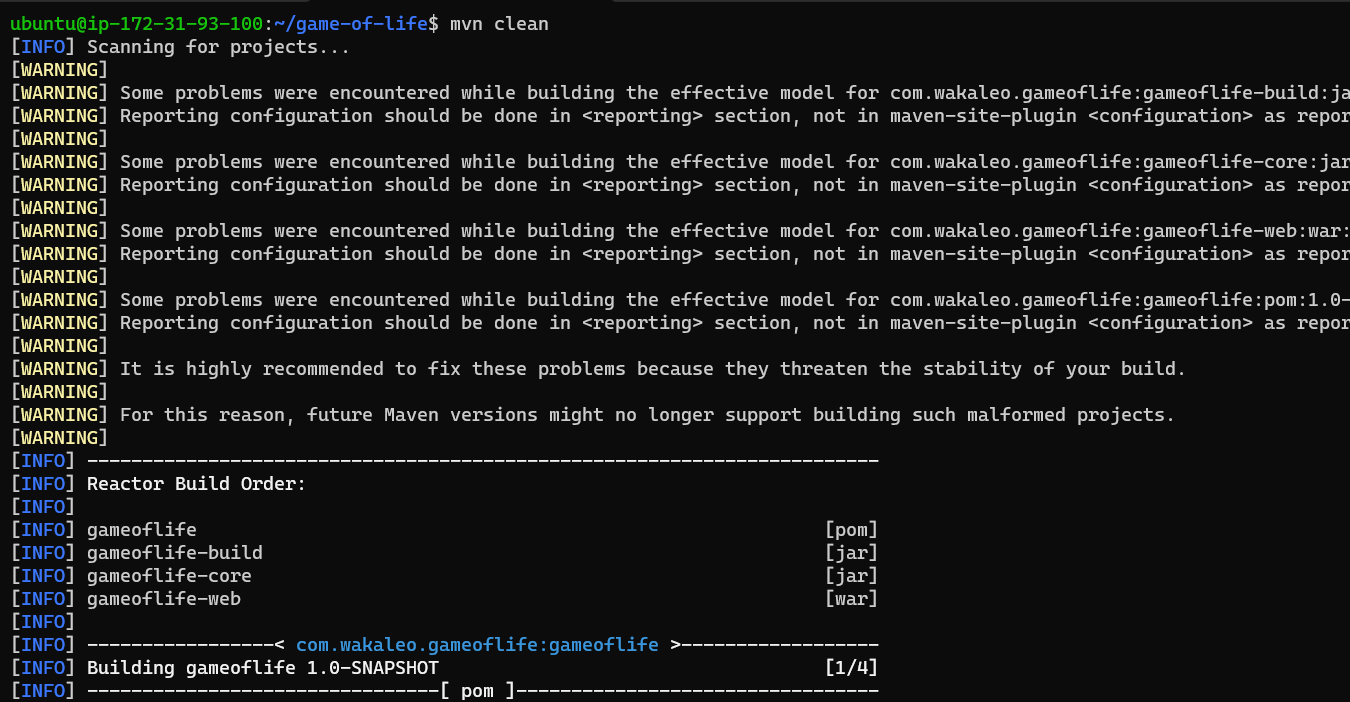 ubuntu@ip-172-31-93-100:~/game-of-life$ mvn clean
[INFO] Scanning for projects...
[WARNING]
[WARNING] Some problems were encountered while building the effective model for com.wakaleo.gameoflife:gameoflife-build:ja
[WARNING] Reporting configuration should be done in <reporting> section, not in maven-site-plugin <configuration> as repor
[WARNING]
[WARNING] Some problems were encountered while building the effective model for com.wakaleo.gameoflife:gameoflife-core:jar
[WARNING] Reporting configuration should be done in <reporting> section, not in maven-site-plugin <configuration> as repor
[WARNING]
[WARNING] Some problems were encountered while building the effective model for com.wakaleo.gameoflife:gameoflife-web:war:
[WARNING] Reporting configuration should be done in <reporting> section, not in maven-site-plugin <configuration> as repor
[WARNING]
[WARNING] Some problems were encountered while building the effective model for com.wakaleo.gameoflife:gameoflife:pom:1.0-
[WARNING] Reporting configuration should be done in <reporting> section, not in maven-site-plugin <configuration> as repor
[WARNING]
[WARNING] It is highly recommended to fix these problems because they threaten the stability of your build.
[WARNING]
[WARNING] For this reason, future Maven versions might no longer support building such malformed projects.
[WARNING]
[INFO] ------------------------------------------------------------------------
[INFO] Reactor Build Order:
[INFO]
[INFO] gameoflife [pom]
[INFO] gameoflife-build [jar]
[INFO] gameoflife-core [jar]
[INFO] gameoflife-web [war]
[INFO]
[INFO] -----------------< com.wakaleo.gameoflife:gameoflife >------------------
[INFO] Building gameoflife 1.0-SNAPSHOT [1/4]
[INFO] --------------------------------[ pom ]---------------------------------